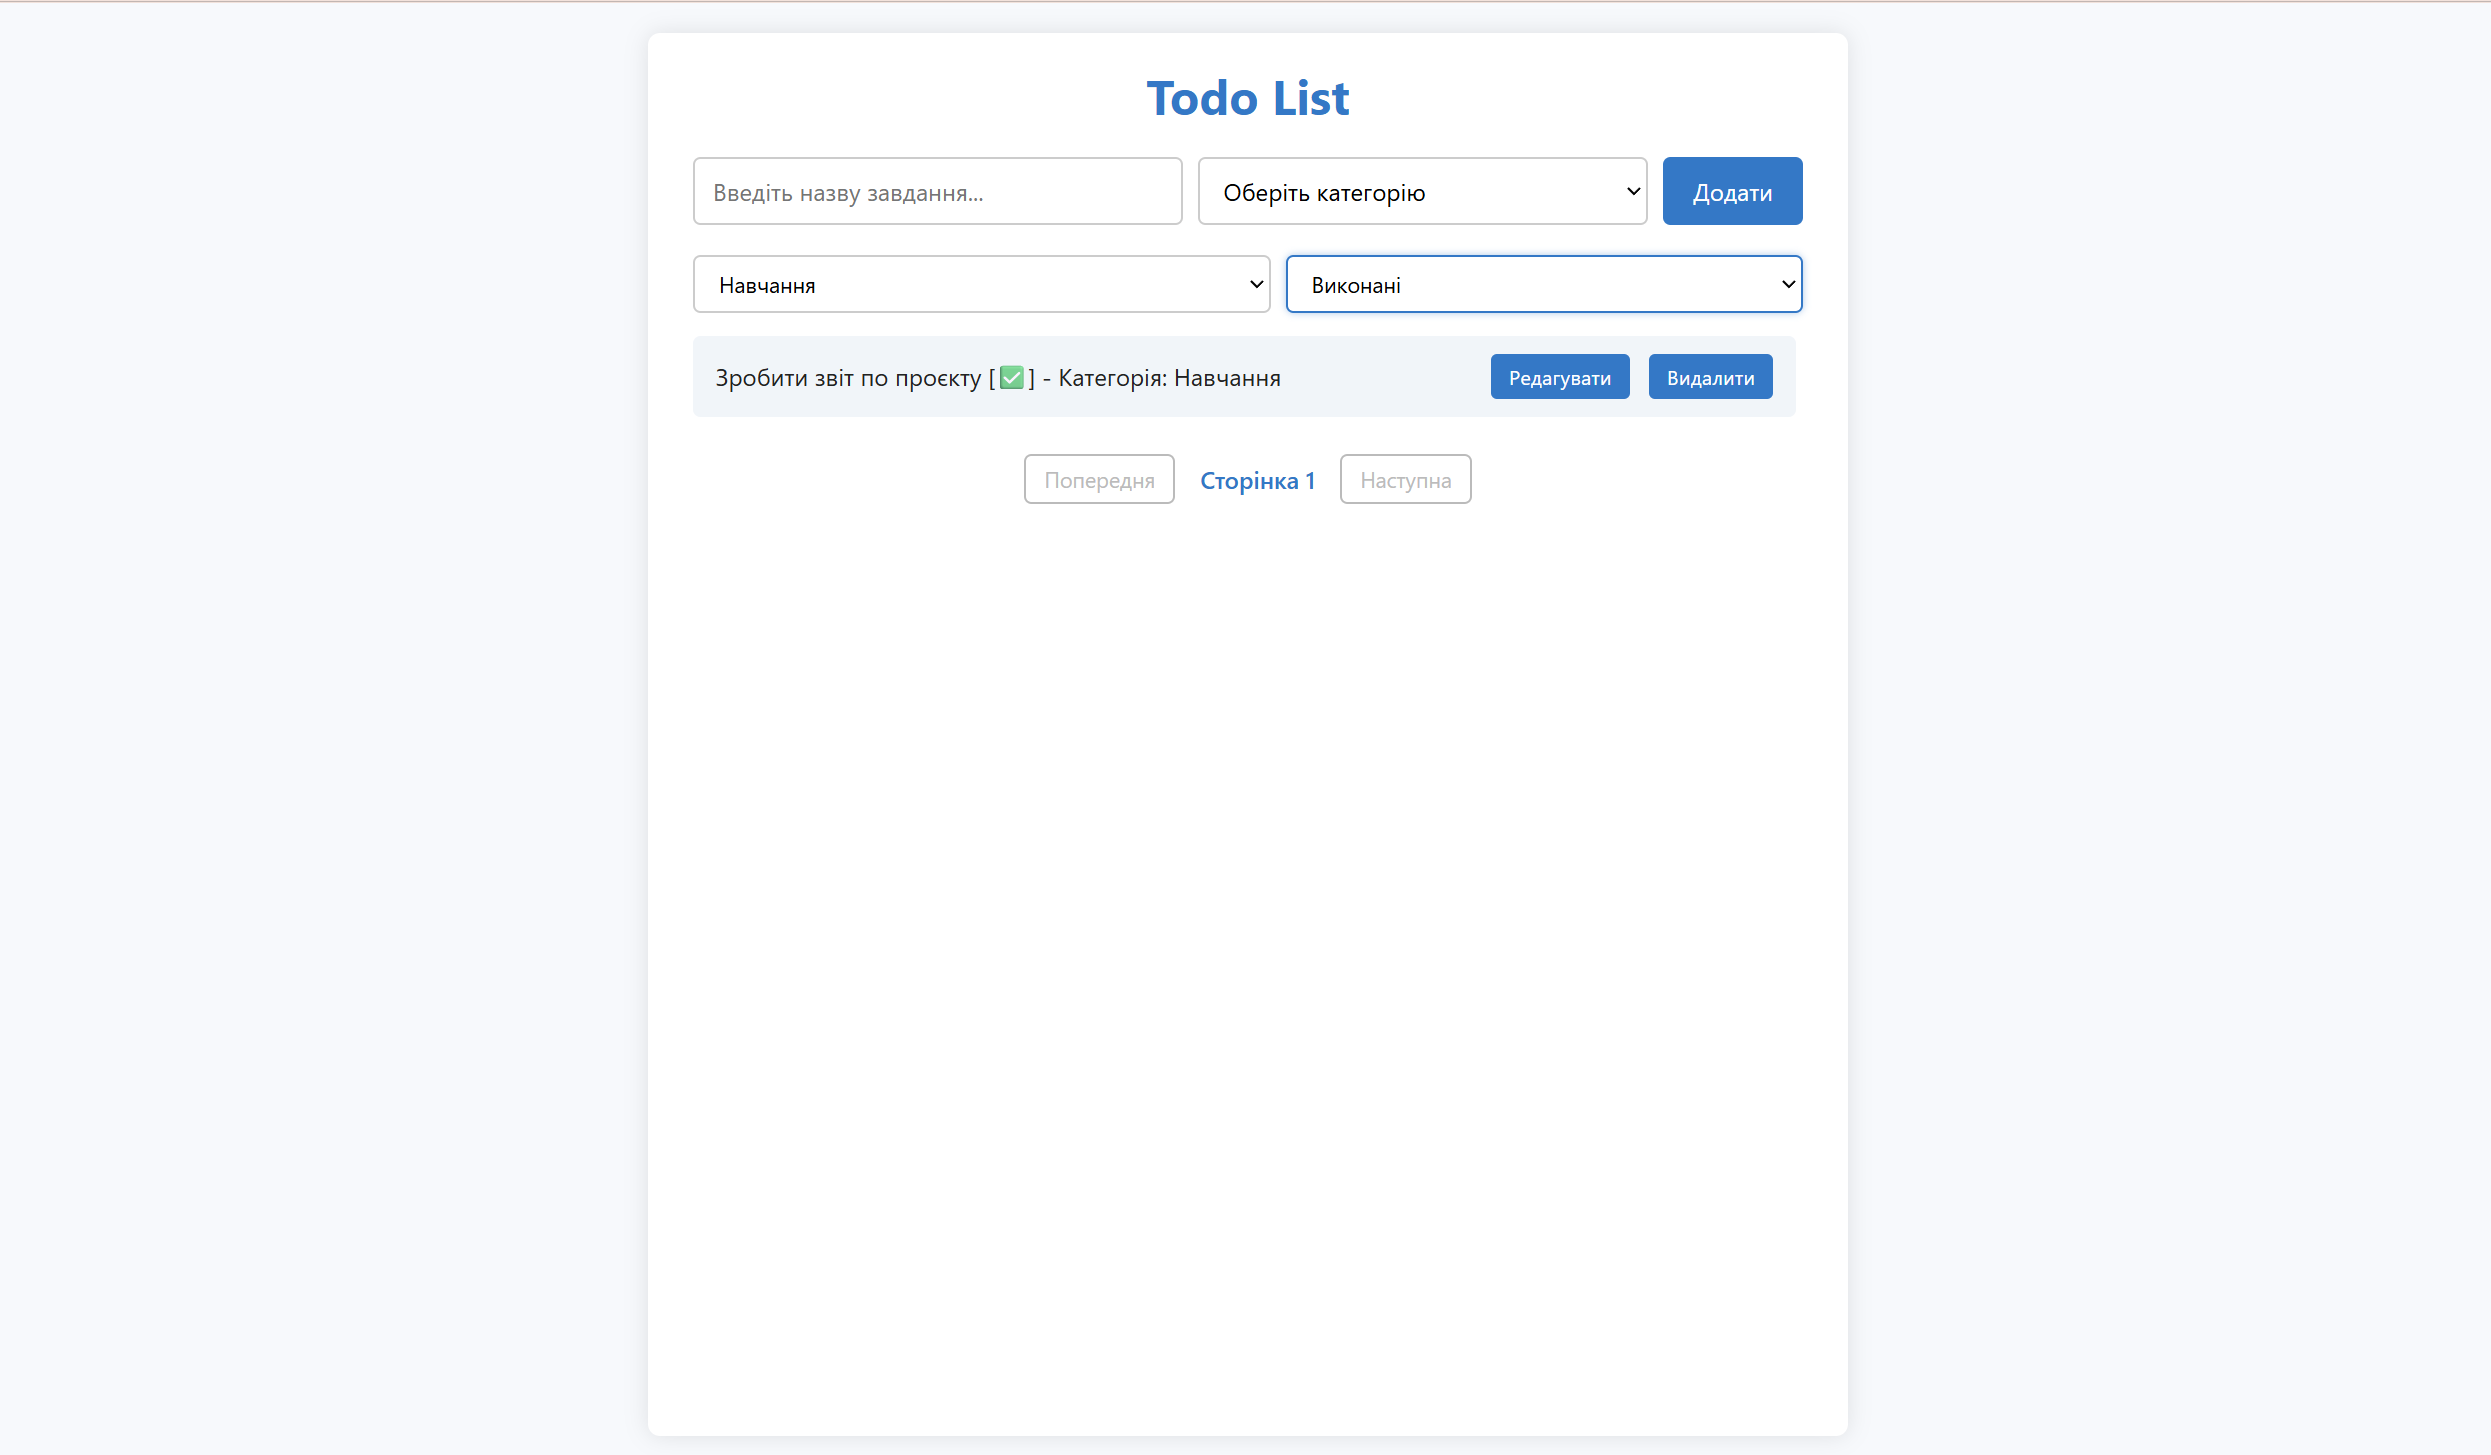 Todo List
Введіть назву завдання...
Оберіть категорію
Додати
Навчання
Виконані
Зробити звіт по проєкту [✅] - Категорія: Навчання
Редагувати
Видалити
Попередня
Сторінка 1
Наступна